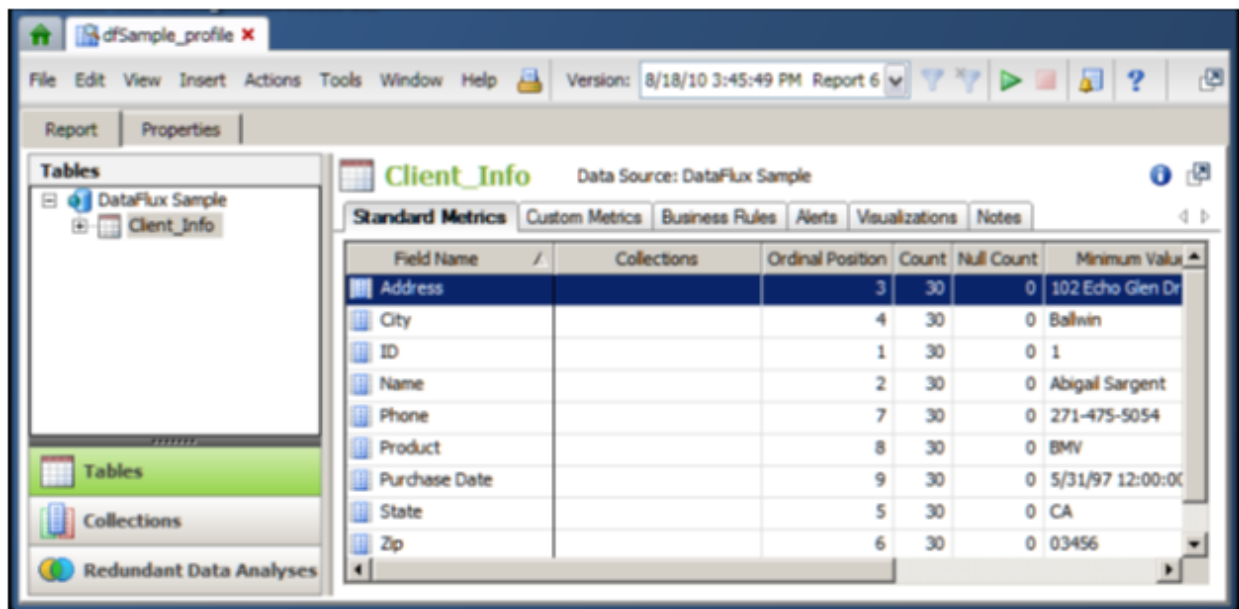 dfSample_profile
File Edit View Insert Actions Tools Window Help Version: 8/18/10 3:45:49 PM Report 6
Report Properties
Tables
DataFlux Sample
Client_Info
Tables
Collections
Redundant Data Analyses
Client_Info Data Source: DataFlux Sample
Standard Metrics Custom Metrics Business Rules Alerts Visualizations Notes
Field Name Collections Ordinal Position Count Null Count Minimum Value
Address 3 30 0 102 Echo Glen Dr
City 4 30 0 Ballwin
ID 1 30 0 1
Name 2 30 0 Abigail Sargent
Phone 7 30 0 271-475-5054
Product 8 30 0 BMV
Purchase Date 9 30 0 5/31/97 12:00:00
State 5 30 0 CA
Zip 6 30 0 03456